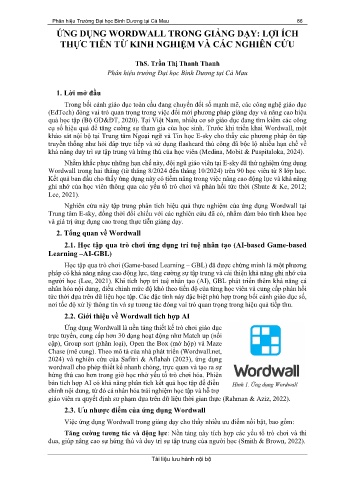 Phân hiệu Trường Đại học Bình Dương tại Cà Mau 86
ỨNG DỤNG WORDWALL TRONG GIẢNG DẠY: LỢI ÍCH
THỰC TIỄN TỪ KINH NGHIỆM VÀ CÁC NGHIÊN CỨU
ThS. Trần Thị Thanh Thanh
Phân hiệu trường Đại học Bình Dương tại Cà Mau
1. Lời mở đầu
Trong bối cảnh giáo dục toàn cầu đang chuyển đổi số mạnh mẽ, các công nghệ giáo dục
(EdTech) đóng vai trò quan trọng trong việc đổi mới phương pháp giảng dạy và nâng cao hiệu
quả học tập (Bộ GD&ĐT, 2020). Tại Việt Nam, nhiều cơ sở giáo dục đang tìm kiếm các công
cụ số hiệu quả để tăng cường sự tham gia của học sinh. Trước khi triển khai Wordwall, một
khảo sát nội bộ tại Trung tâm Ngoại ngữ và Tin học E-sky cho thấy các phương pháp ôn tập
truyền thống như hỏi đáp trực tiếp và sử dụng flashcard thủ công đã bộc lộ nhiều hạn chế về
khả năng duy trì sự tập trung và hứng thú của học viên (Medina, Mobit & Puspitaloka, 2024).
Nhằm khắc phục những hạn chế này, đội ngũ giáo viên tại E-sky đã thử nghiệm ứng dụng
Wordwall trong hai tháng (từ tháng 8/2024 đến tháng 10/2024) trên 90 học viên từ 8 lớp học.
Kết quả ban đầu cho thấy ứng dụng này có tiềm năng trong việc nâng cao động lực và khả năng
ghi nhớ của học viên thông qua các yếu tố trò chơi và phản hồi tức thời (Shute & Ke, 2012;
Lee, 2021).
Nghiên cứu này tập trung phân tích hiệu quả thực nghiệm của ứng dụng Wordwall tại
Trung tâm E-sky, đồng thời đối chiếu với các nghiên cứu đã có, nhằm đảm bảo tính khoa học
và giá trị ứng dụng cao trong thực tiễn giảng dạy.
2. Tổng quan về Wordwall
2.1. Học tập qua trò chơi ứng dụng trí tuệ nhân tạo (AI-based Game-based
Learning –AI-GBL)
Học tập qua trò chơi (Game-based Learning – GBL) đã được chứng minh là một phương
pháp có khả năng nâng cao động lực, tăng cường sự tập trung và cải thiện khả năng ghi nhớ của
người học (Lee, 2021). Khi tích hợp trí tuệ nhân tạo (AI), GBL phát triển thêm khả năng cá
nhân hóa nội dung, điều chỉnh mức độ khó theo tiến độ của từng học viên và cung cấp phản hồi
tức thời dựa trên dữ liệu học tập. Các đặc tính này đặc biệt phù hợp trong bối cảnh giáo dục số,
nơi tốc độ xử lý thông tin và sự tương tác đóng vai trò quan trọng trong hiệu quả tiếp thu.
2.2. Giới thiệu về Wordwall tích hợp AI
Ứng dụng Wordwall là nền tảng thiết kế trò chơi giáo dục
trực tuyến, cung cấp hơn 30 dạng hoạt động như Match up (nối
cặp), Group sort (phân loại), Open the Box (mở hộp) và Maze
Chase (mê cung). Theo mô tả của nhà phát triển (Wordwall.net,
2024) và nghiên cứu của Safitri & Aflahah (2023), ứng dụng
wordwall cho phép thiết kế nhanh chóng, trực quan và tạo ra sự
hứng thú cao hơn trong giờ học nhờ yếu tố trò chơi hóa. Phiên
bản tích hợp AI có khả năng phân tích kết quả học tập để điều
chỉnh nội dung, từ đó cá nhân hóa trải nghiệm học tập và hỗ trợ
giáo viên ra quyết định sư phạm dựa trên dữ liệu thời gian thực (Rahman & Aziz, 2022).
Wordwall
Hình 1. Ứng dụng Wordwall
2.3. Ưu nhược điểm của ứng dụng Wordwall
Việc ứng dụng Wordwall trong giảng dạy cho thấy nhiều ưu điểm nổi bật, bao gồm:
Tăng cường tương tác và động lực: Nền tảng này tích hợp các yếu tố trò chơi và thi
đua, giúp nâng cao sự hứng thú và duy trì sự tập trung của người học (Smith & Brown, 2022).
Tài liệu lưu hành nội bộ